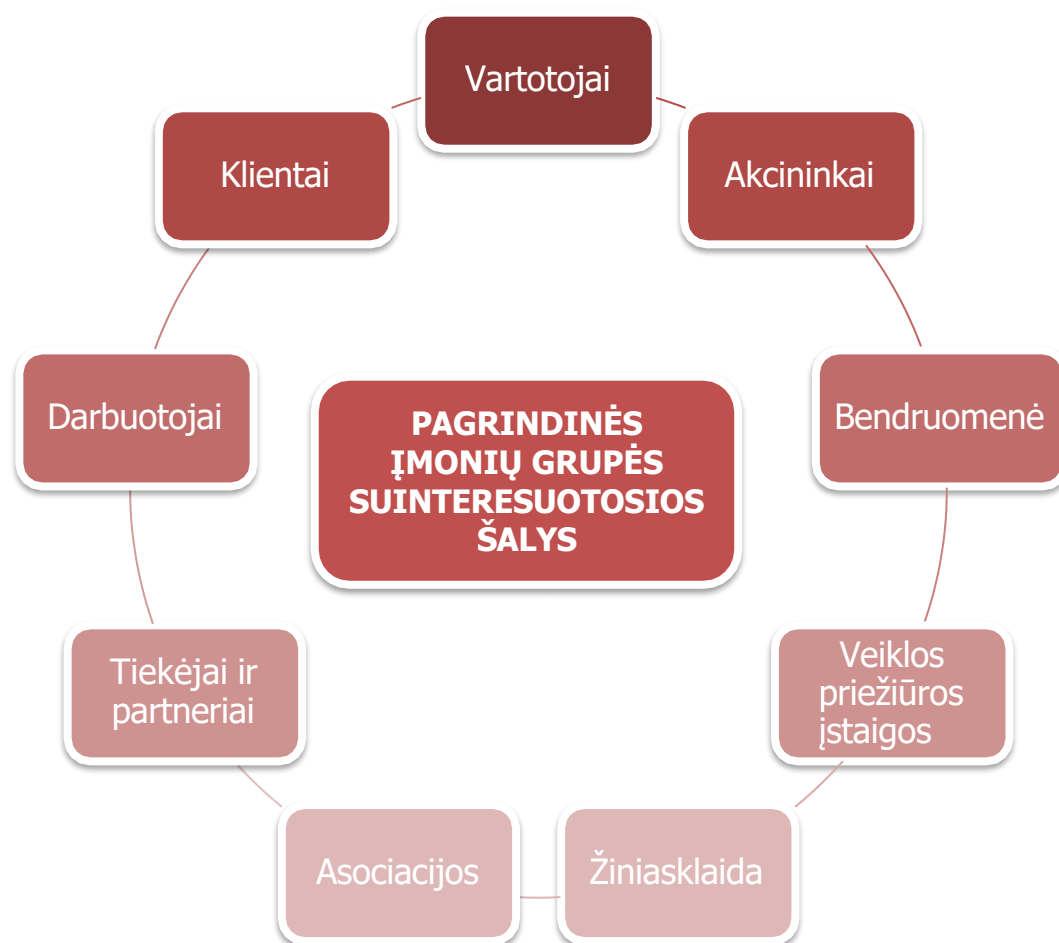 Vartotojai
Klientai
Akcininkai
Darbuotojai
PAGRINDINĖS
ĮMONIŲ GRUPĖS
SUINTERESUOTOSIOS
ŠALYS
Bendruomenė
Tiekėjai ir
partneriai
Veiklos
priežiūros
įstaigos
Asociacijos
Žiniasklaida